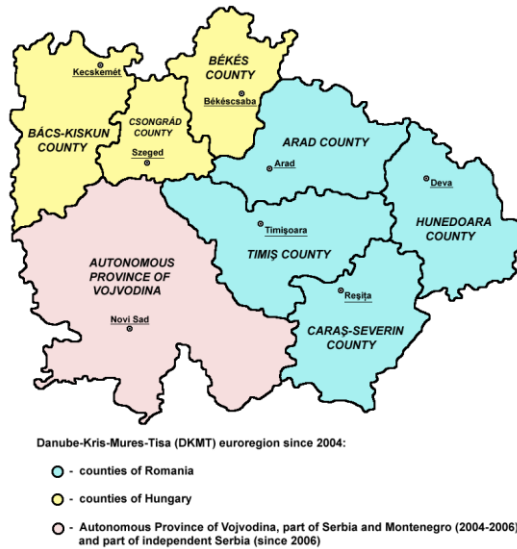 Kecskemét
BÉKÉS
COUNTY
Békéscsaba
CSONGRÁD
COUNTY
BÁCS-KISKUN
COUNTY
Szeged
ARAD COUNTY
Arad
Deva
HUNEDOARA
COUNTY
Timişoara
TIMIŞ COUNTY
AUTONOMOUS
PROVINCE OF
VOJVODINA
Reşiţa
Novi Sad
CARAŞ-SEVERIN
COUNTY
Danube-Kris-Mures-Tisa (DKMT) euroregion since 2004:
- counties of Romania
- counties of Hungary
- Autonomous Province of Vojvodina, part of Serbia and Montenegro (2004-2006)
and part of independent Serbia (since 2006)